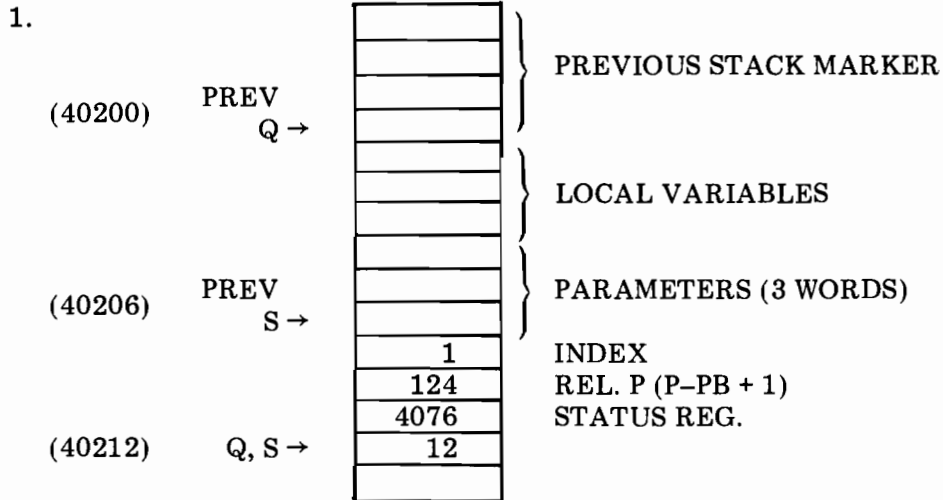 1.
PREVIOUS STACK MARKER
(40200) PREV
Q →
LOCAL VARIABLES
(40206) PREV
S →
PARAMETERS (3 WORDS)
1 INDEX
124 REL. P (P–PB + 1)
4076 STATUS REG.
(40212) Q, S → 12